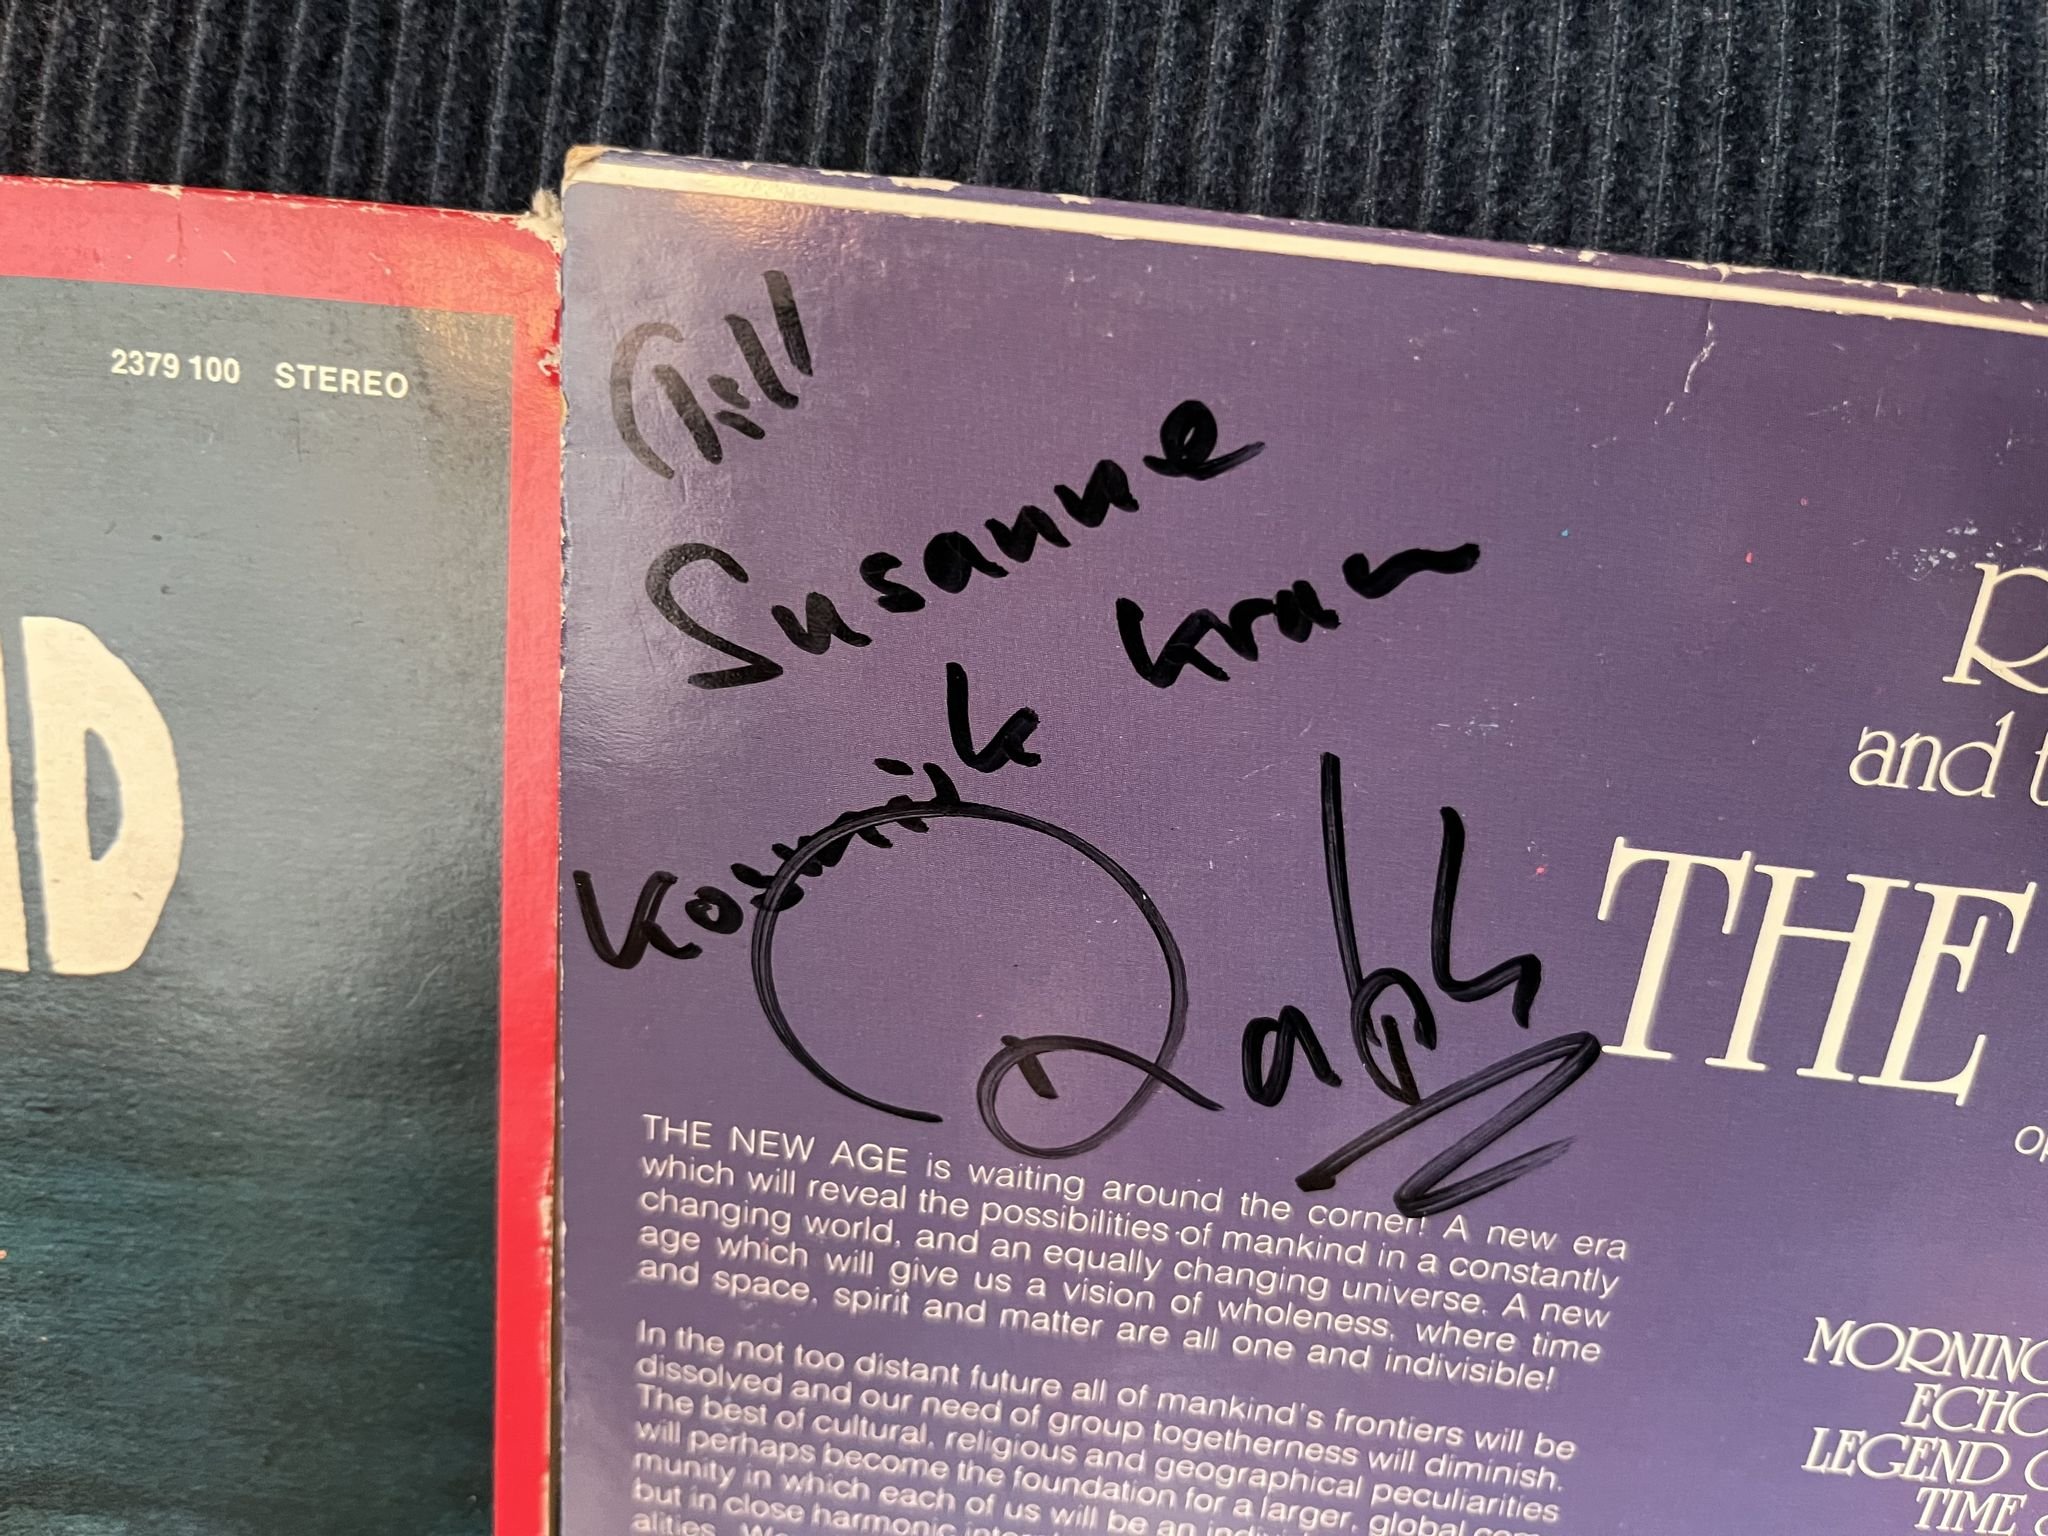 2379 100 STEREO
Till
Susanne
från
and
THE
THE NEW AGE is waiting around the corner! A new era
which will reveal the possibilities of mankind in a constantly
changing world, and an equally changing universe. A new
age which will give us a vision of wholeness, where time
and space, spirit and matter are all one and indivisible!
In the not too distant future all of mankind's frontiers will be
dissolved and our need of group togetherness will diminish.
The best of cultural, religious and geographical peculiarities
will perhaps become the foundation for a larger, global com-
munity in which each of us will be an
but in close harmonic
alities.
MORNING
ECHO
LEGEND
TIME